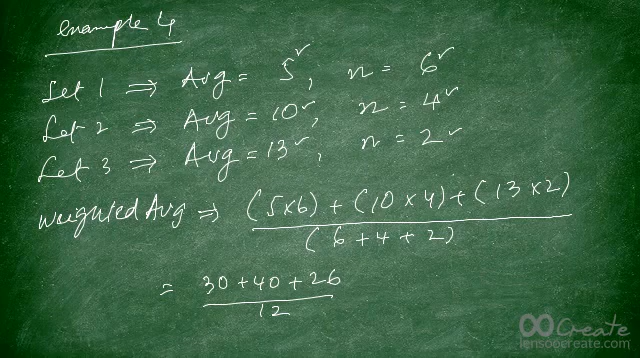 example 4
Set 1 ⇒ Avg = 5✓, n = 6✓
Set 2 ⇒ Avg = 10✓, n = 4✓
Set 3 ⇒ Avg = 13✓, n = 2✓
Weighted Avg ⇒ (5×6) + (10 × 4) + (13 × 2)
(6 + 4 + 2)
= 30 + 40 + 26
12
Create
lensoocreate.com